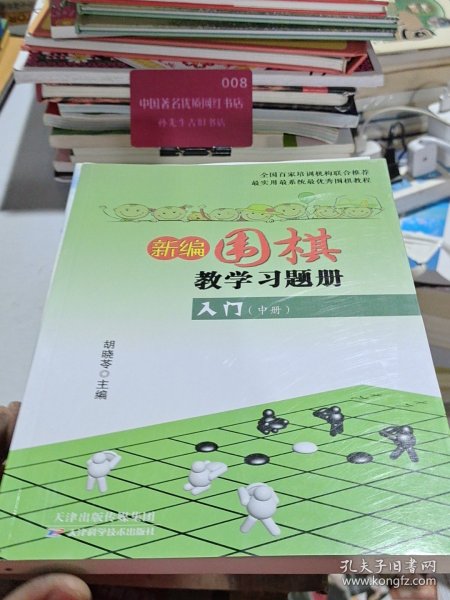 008
中国著名优质网红书店
孙先生古旧书店
全国百家培训机构联合推荐
最实用最系统最优秀围棋教程
新编 围棋
教学习题册
入门（中册）
胡晓苓◎主编
天津出版传媒集团
天津科学技术出版社
孔夫子旧书网
www.kongfz.com